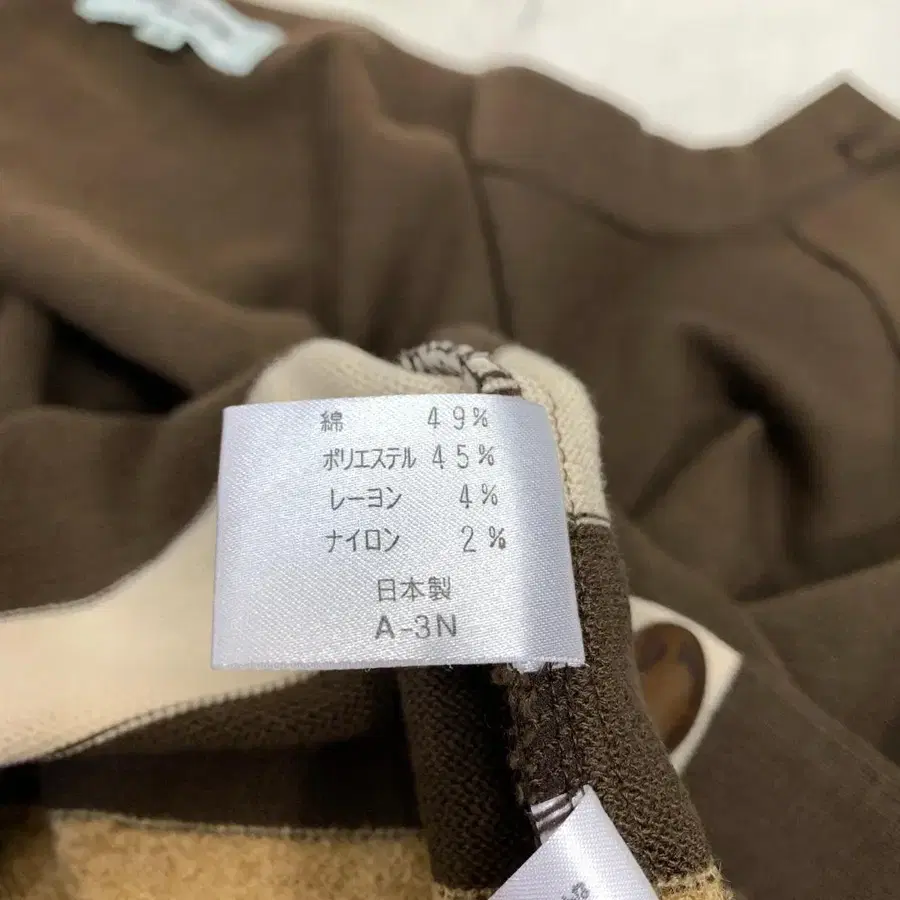 綿 49%
ポリエステル 45%
レーヨン 4%
ナイロン 2%
日本製
A-3N